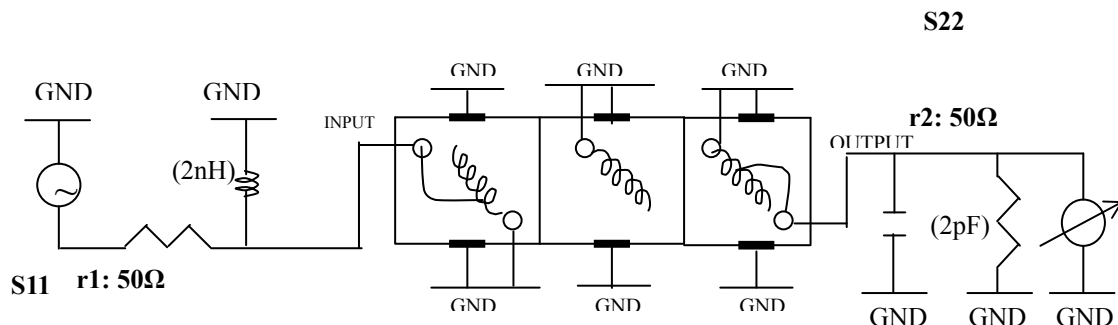 S22
GND GND GND
GND GND
r2: 50Ω
INPUT
OUTPUT
(2nH)
(2pF)
S11 r1: 50Ω
GND GND GND
GND GND GND